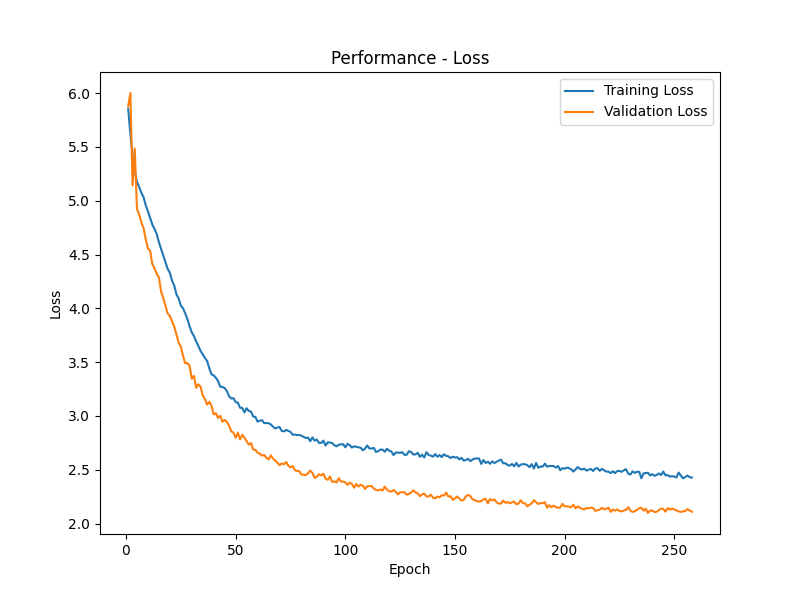 Performance - Loss
Training Loss
Validation Loss
6.0
5.5
5.0
4.5
4.0
3.5
3.0
2.5
2.0
Loss
0 50 100 150 200 250
Epoch